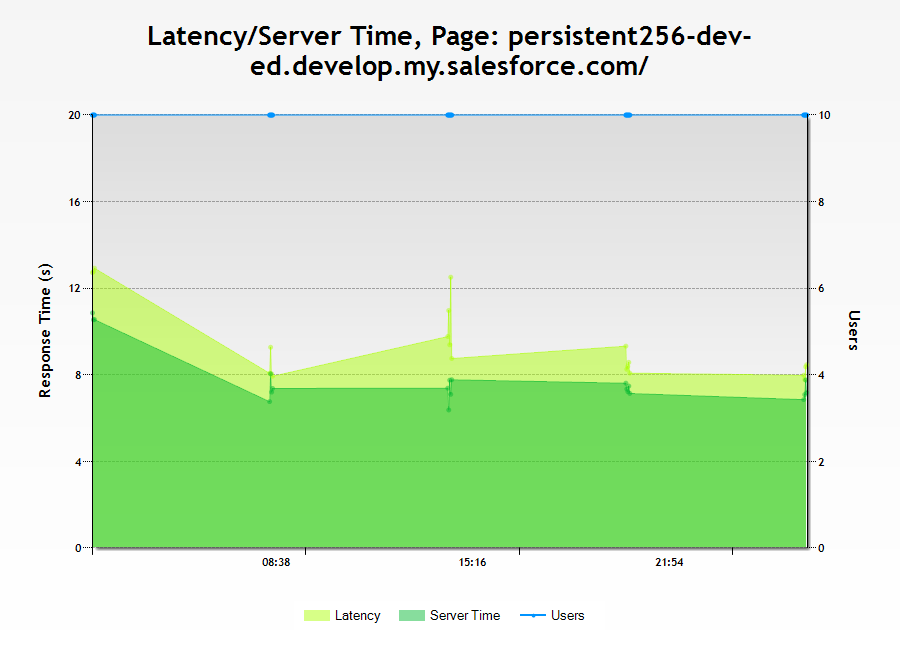 Latency/Server Time, Page: persistent256-dev-
ed.develop.my.salesforce.com/
20
16
12
8
4
0
Response Time (s)
10
8
6
4
2
0
Users
08:38
15:16
21:54
Latency
Server Time
Users